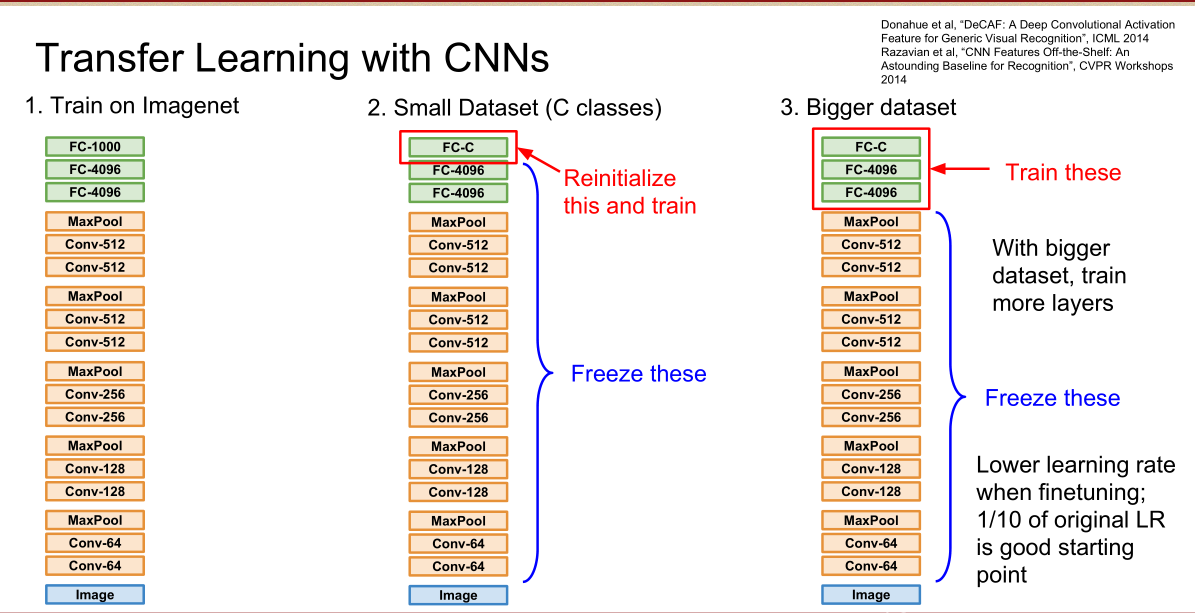 Donahue et al, “DeCAF: A Deep Convolutional Activation
Feature for Generic Visual Recognition”, ICML 2014
Razavian et al, “CNN Features Off-the-Shelf: An
Astounding Baseline for Recognition”, CVPR Workshops
2014
Transfer Learning with CNNs
1. Train on Imagenet
FC-1000
FC-4096
FC-4096
MaxPool
Conv-512
Conv-512
MaxPool
Conv-512
Conv-512
MaxPool
Conv-256
Conv-256
MaxPool
Conv-128
Conv-128
MaxPool
Conv-64
Conv-64
Image
2. Small Dataset (C classes)
FC-C
FC-4096
FC-4096
MaxPool
Conv-512
Conv-512
MaxPool
Conv-512
Conv-512
MaxPool
Conv-256
Conv-256
MaxPool
Conv-128
Conv-128
MaxPool
Conv-64
Conv-64
Image
Reinitialize
this and train
Freeze these
3. Bigger dataset
FC-C
FC-4096
FC-4096
MaxPool
Conv-512
Conv-512
MaxPool
Conv-512
Conv-512
MaxPool
Conv-256
Conv-256
MaxPool
Conv-128
Conv-128
MaxPool
Conv-64
Conv-64
Image
Train these
With bigger
dataset, train
more layers
Freeze these
Lower learning rate
when finetuning;
1/10 of original LR
is good starting
point